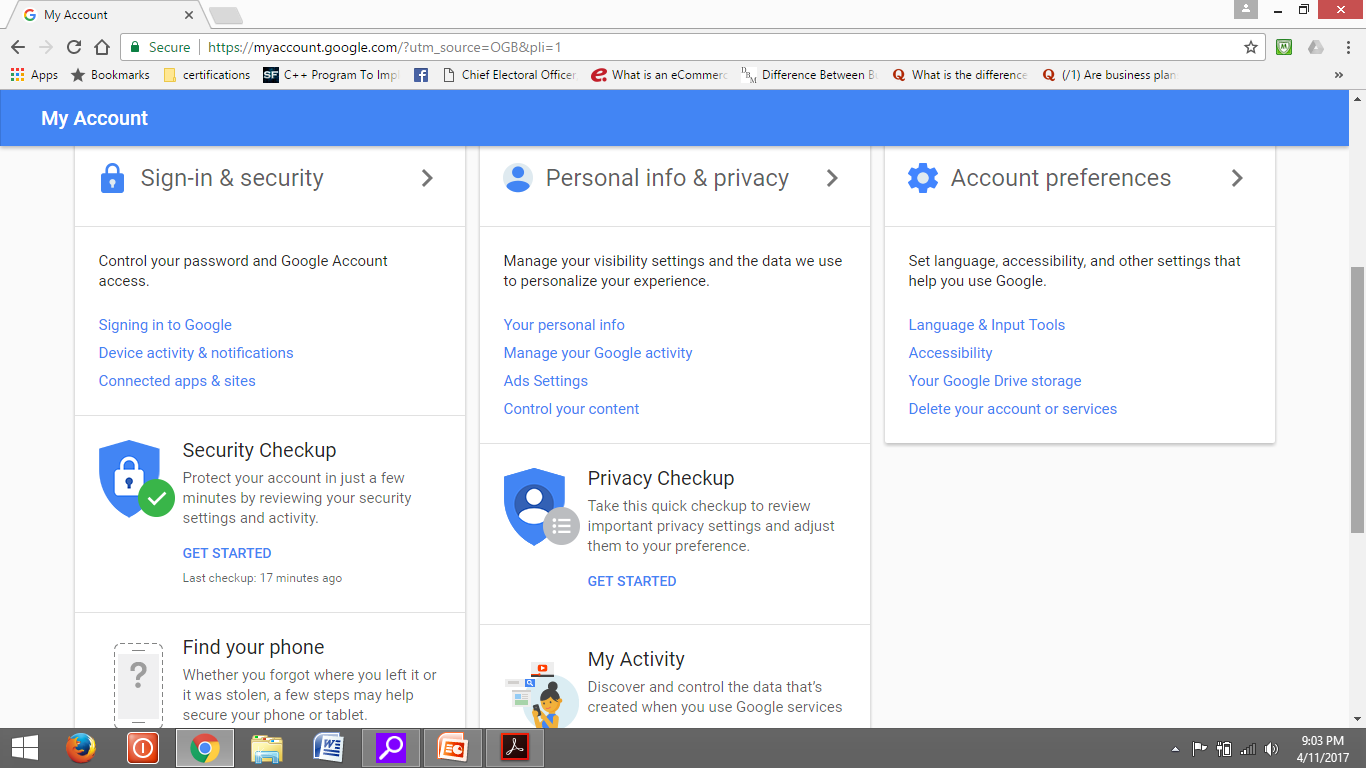 My Account
Secure
https://myaccount.google.com/?utm_source=OGB&pli=1
Apps
Bookmarks
certifications
SF
C++ Program To Impl
Chief Electoral Officer
What is an eCommerc
DBM
Difference Between B
What is the difference
(/1) Are business plan
»
My Account
Sign-in & security
Control your password and Google Account
access.
Signing in to Google
Device activity & notifications
Connected apps & sites
Security Checkup
Protect your account in just a few
minutes by reviewing your security
settings and activity.
GET STARTED
Last checkup: 17 minutes ago
Find your phone
Whether you forgot where you left it or
it was stolen, a few steps may help
secure your phone or tablet.
Personal info & privacy
Manage your visibility settings and the data we use
to personalize your experience.
Your personal info
Manage your Google activity
Ads Settings
Control your content
Privacy Checkup
Take this quick checkup to review
important privacy settings and adjust
them to your preference.
GET STARTED
My Activity
Discover and control the data that's
created when you use Google services
Account preferences
Set language, accessibility, and other settings that
help you use Google.
Language & Input Tools
Accessibility
Your Google Drive storage
Delete your account or services
9:03 PM
4/11/2017